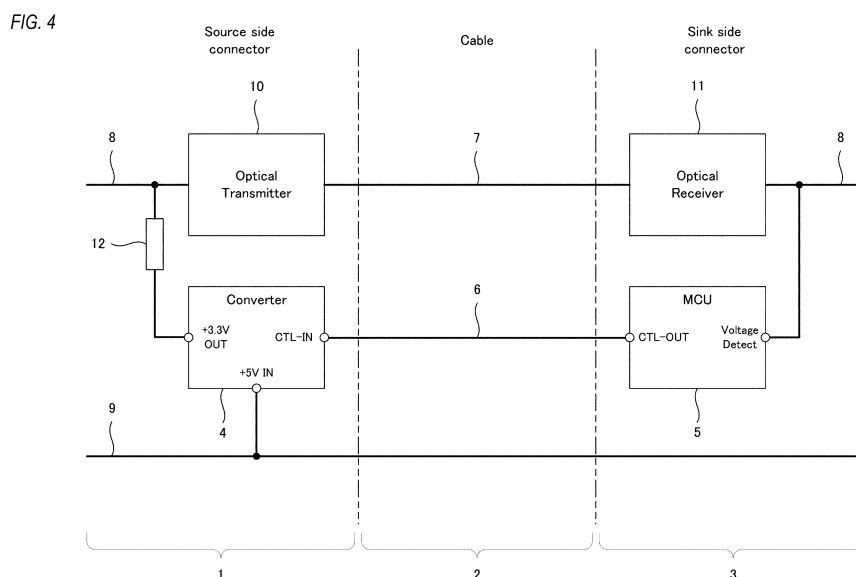 FIG. 4
Source side
connector
Cable
Sink side
connector
10
11
8
7
8
Optical
Transmitter
Optical
Receiver
12
6
Converter
MCU
+3.3V
OUT
CTL-IN
CTL-OUT
Voltage
Detect
+5V IN
9
4
5
1
2
3